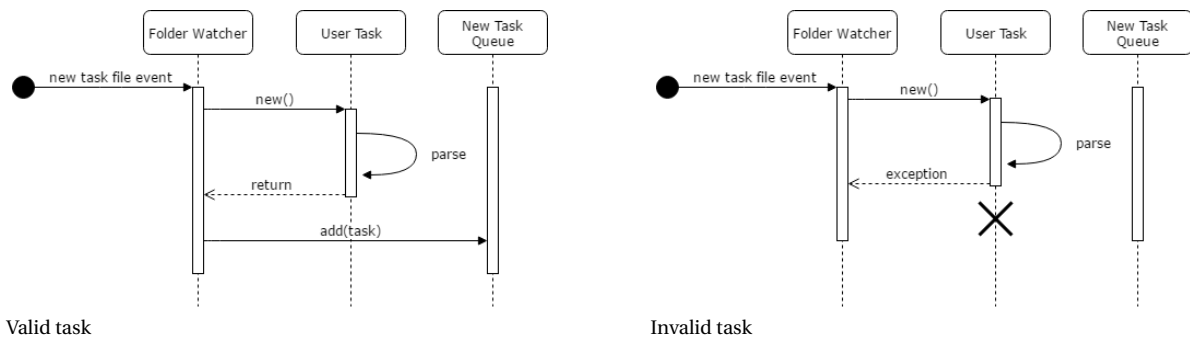 Folder Watcher
User Task
New Task
Queue
new task file event
new()
parse
return
add(task)
Valid task
Folder Watcher
User Task
New Task
Queue
new task file event
new()
parse
exception
Invalid task